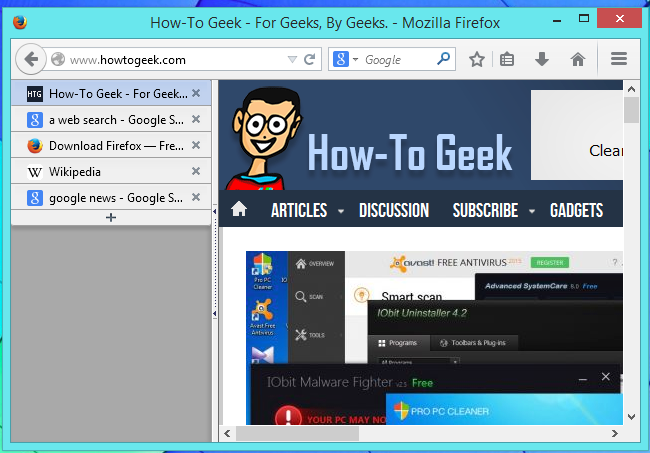 How-To Geek - For Geeks, By Geeks. - Mozilla Firefox
www.howtogeek.com
Google
HTG How-To Geek - For Geek...
a web search - Google S...
Download Firefox — Fre...
Wikipedia
google news - Google S...
How-To Geek
Clear
ARTICLES DISCUSSION SUBSCRIBE GADGETS
Pro PC Cleaner
Avast Free Antivirus
OVERVIEW
SCAN
TOOLS
avast! FREE ANTIVIRUS 2015 REGISTER ?
Smart scan
Advanced SystemCare 8.0 Free
IObit Uninstaller 4.2
Programs Toolbars & Plug-ins
All Programs
IObit Malware Fighter v2.5 Free
YOUR PC MAY NO
PRO PC CLEANER